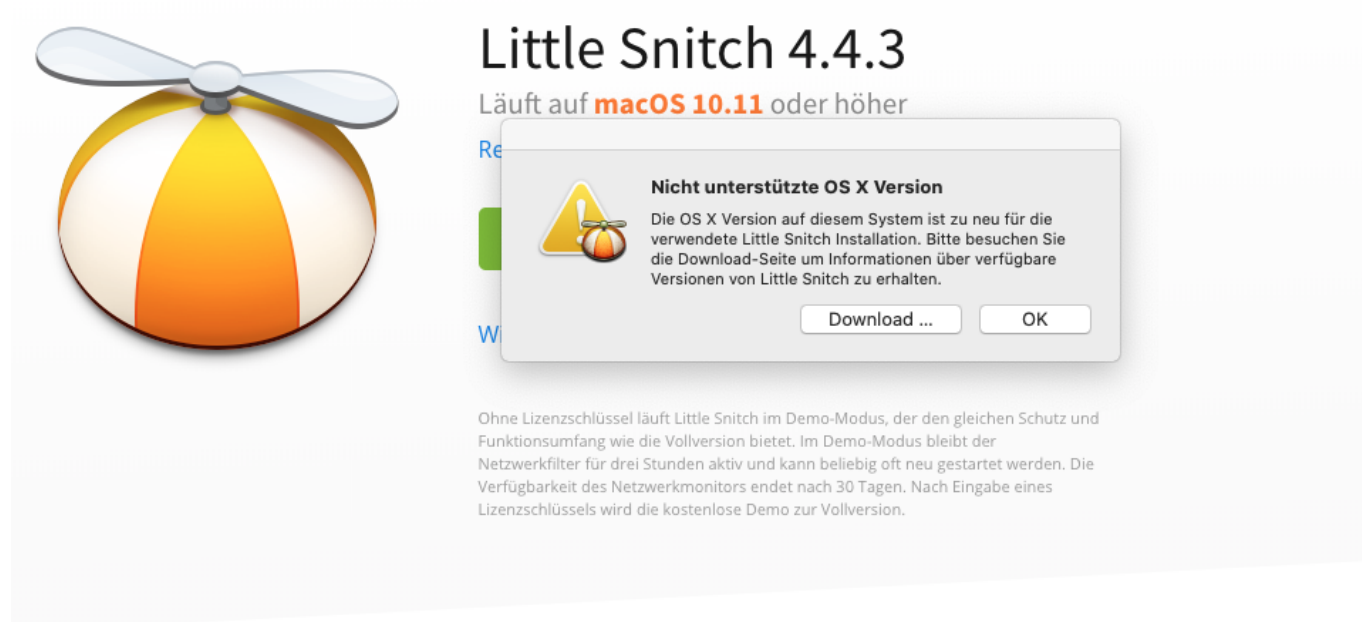 Little Snitch 4.4.3
Läuft auf macOS 10.11 oder höher
Re
Nicht unterstützte OS X Version
Die OS X Version auf diesem System ist zu neu für die
verwendete Little Snitch Installation. Bitte besuchen Sie
die Download-Seite um Informationen über verfügbare
Versionen von Little Snitch zu erhalten.
Download ... OK
Wi
Ohne Lizenzschlüssel läuft Little Snitch im Demo-Modus, der den gleichen Schutz und
Funktionsumfang wie die Vollversion bietet. Im Demo-Modus bleibt der
Netzwerkfilter für drei Stunden aktiv und kann beliebig oft neu gestartet werden. Die
Verfügbarkeit des Netzwerkmonitors endet nach 30 Tagen. Nach Eingabe eines
Lizenzschlüssels wird die kostenlose Demo zur Vollversion.